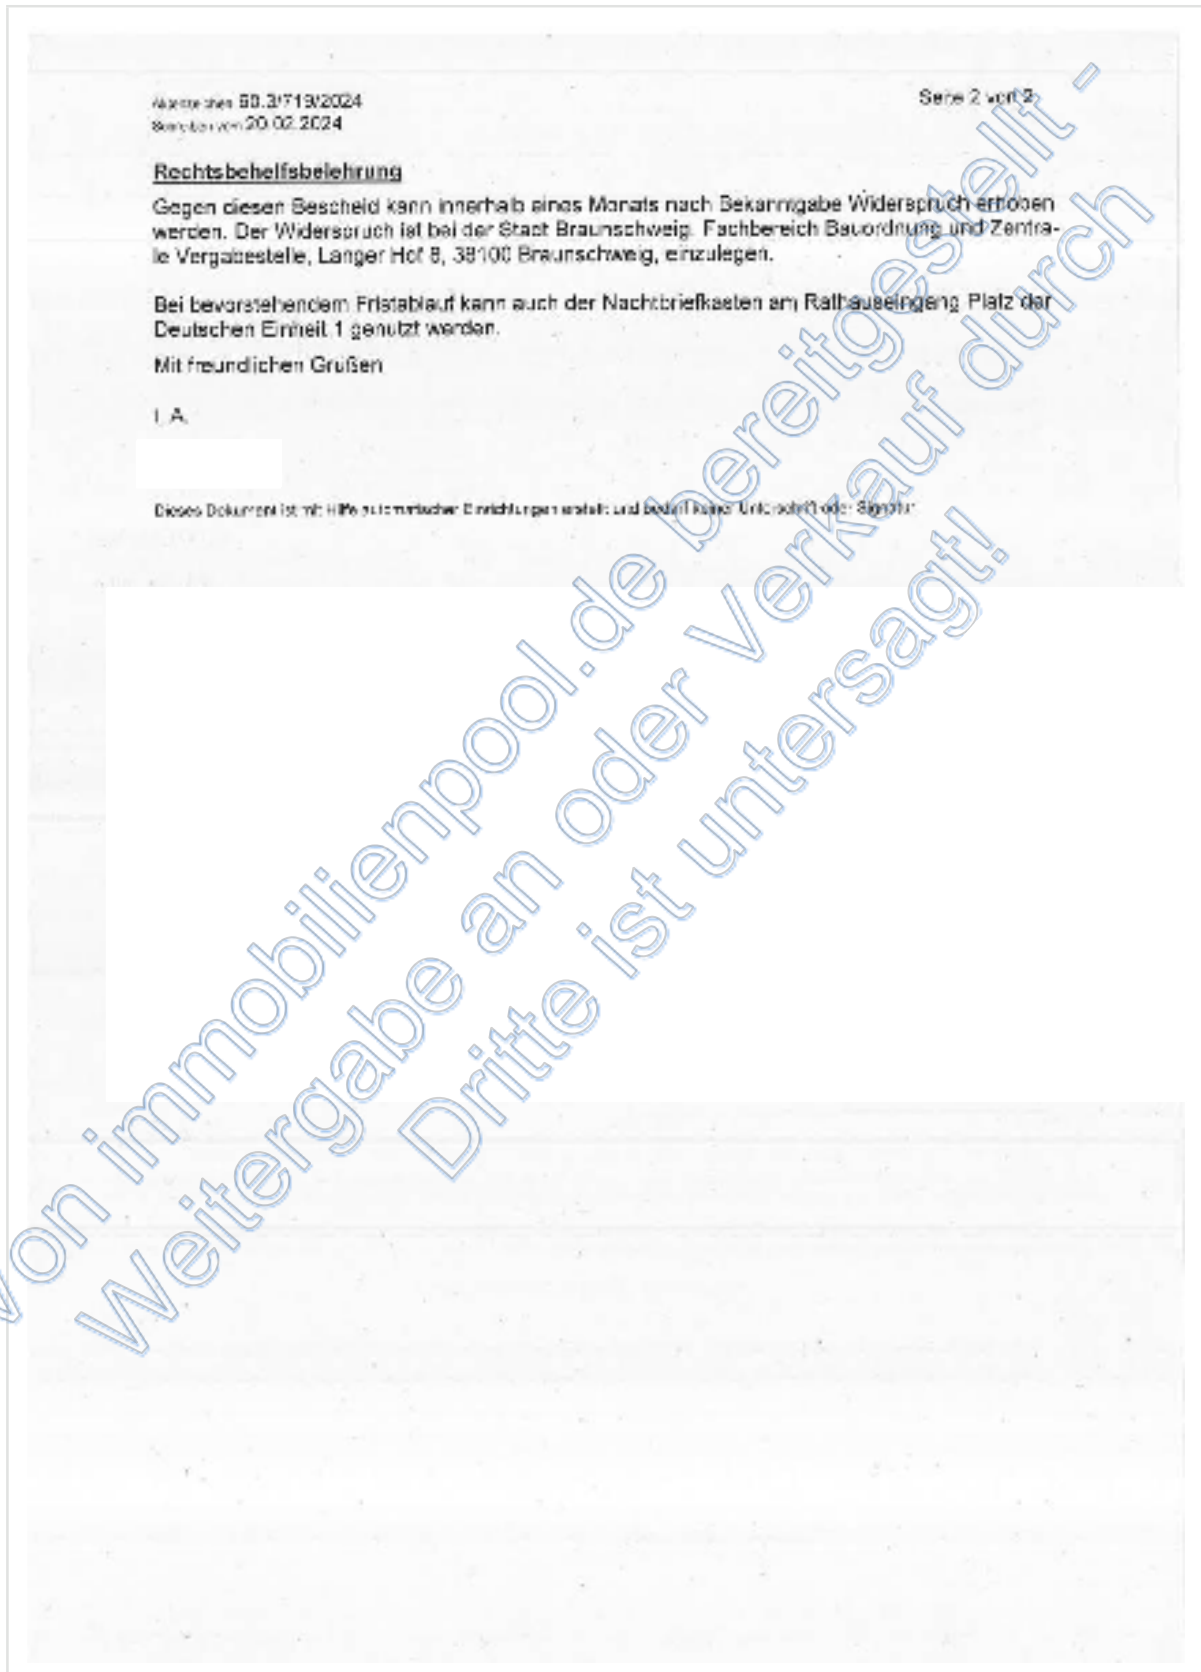 Aktenzeichen 60.3/719/2024
Seite 2 von 2
Schreiben vom 20.02.2024
Rechtsbehelfsbelehrung
Gegen diesen Bescheid kann innerhalb eines Monats nach Bekanntgabe Widerspruch erhoben
werden. Der Widerspruch ist bei der Stadt Braunschweig, Fachbereich Bauordnung und Zentra-
le Vergabestelle, Langer Hof 8, 38100 Braunschweig, einzulegen.
Bei bevorstehendem Fristablauf kann auch der Nachtbriefkasten am Rathauseingang Platz der
Deutschen Einheit 1 genutzt werden.
Mit freundlichen Grüßen
I. A.
Dieses Dokument ist mit Hilfe automatischer Einrichtungen erstellt und bedarf keiner Unterschrift oder Signatur
von immobilienpool.de bereitgestellt -
Weitergabe an oder Verkauf durch
Dritte ist untersagt!